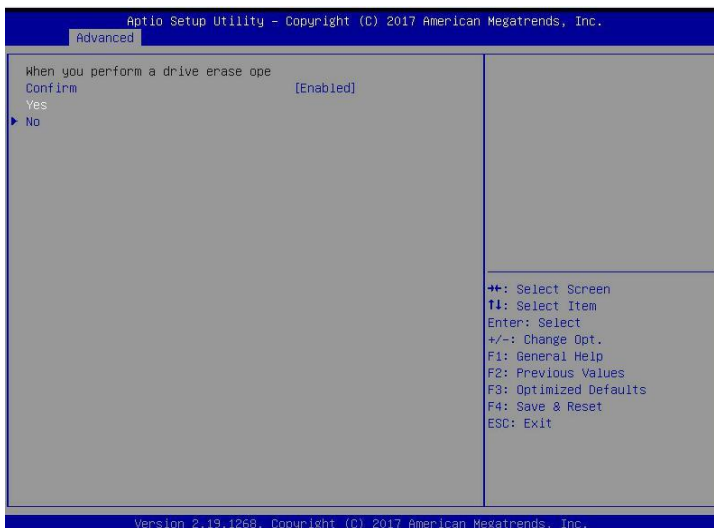 Aptio Setup Utility – Copyright (C) 2017 American Megatrends, Inc.
Advanced
When you perform a drive erase ope
Confirm [Enabled]
Yes
► No
→←: Select Screen
↑↓: Select Item
Enter: Select
+/-: Change Opt.
F1: General Help
F2: Previous Values
F3: Optimized Defaults
F4: Save & Reset
ESC: Exit
Version 2.19.1268. Copyright (C) 2017 American Megatrends, Inc.